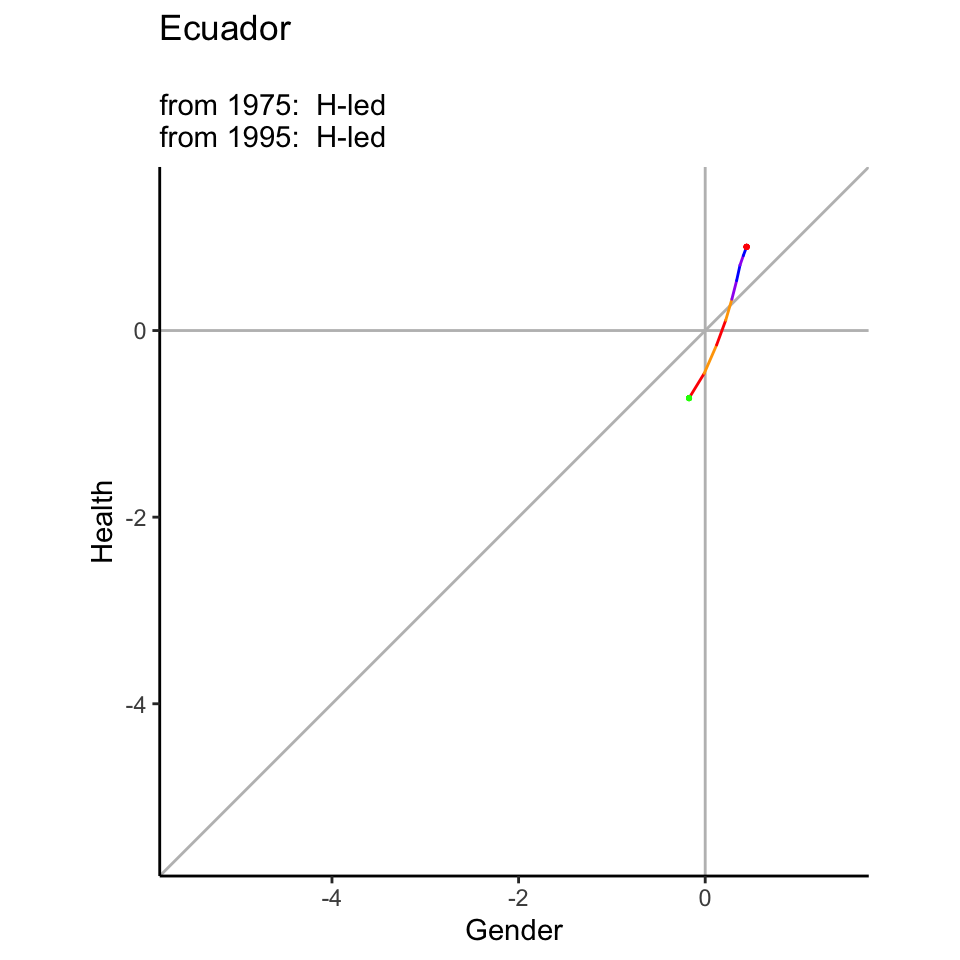 Ecuador
from 1975:  H-led
from 1995:  H-led
0
-2
-4
Health
-4
-2
0
Gender